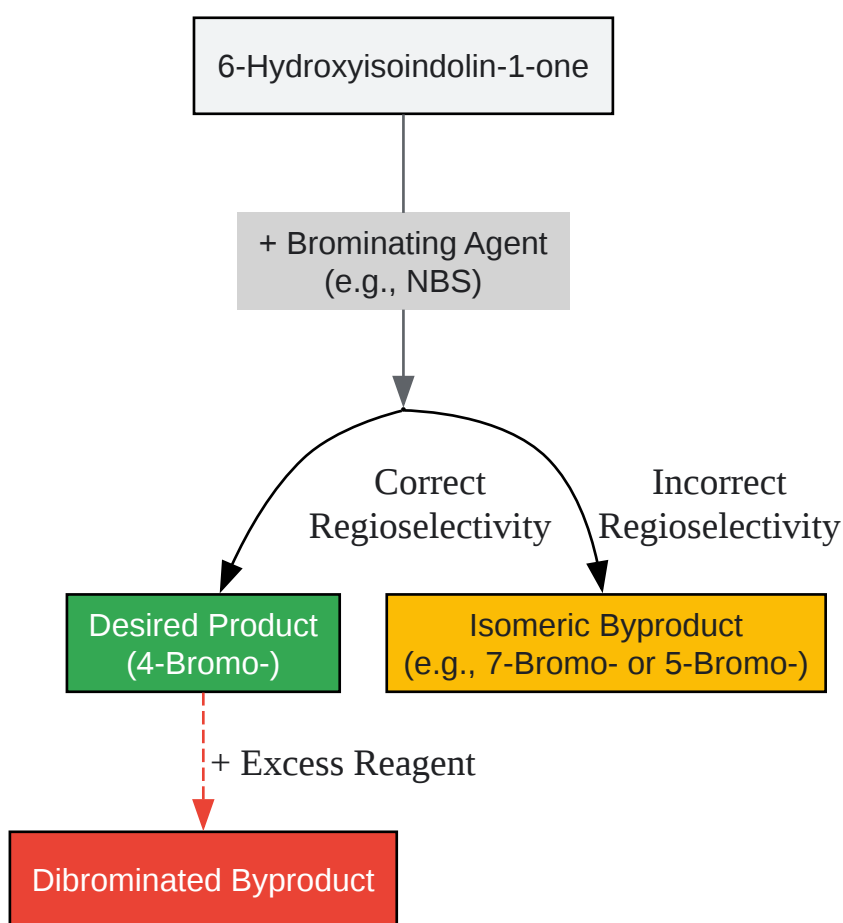 6-Hydroxyisoindolin-1-one
+ Brominating Agent
(e.g., NBS)
Correct
Regioselectivity
Incorrect
Regioselectivity
Desired Product
(4-Bromo-)
Isomeric Byproduct
(e.g., 7-Bromo- or 5-Bromo-)
+ Excess Reagent
Dibrominated Byproduct